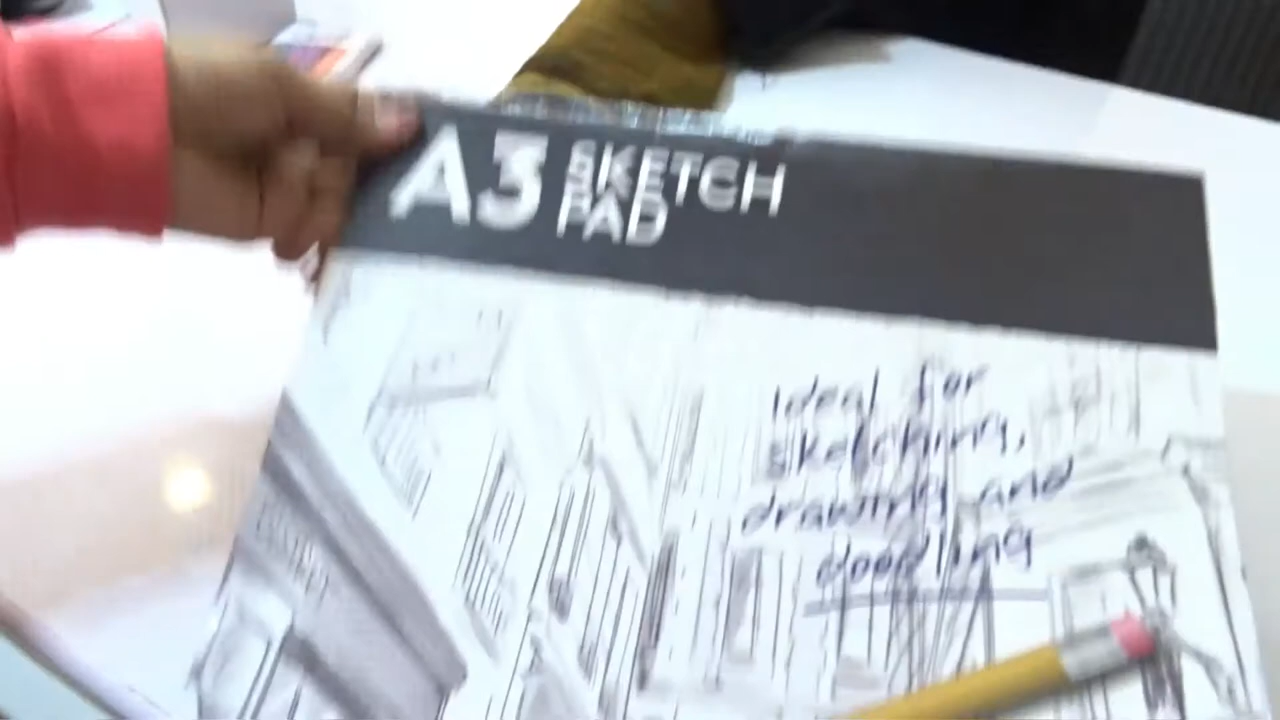 A3 SKETCH
PAD
Ideal for
sketching,
drawing and
doodling